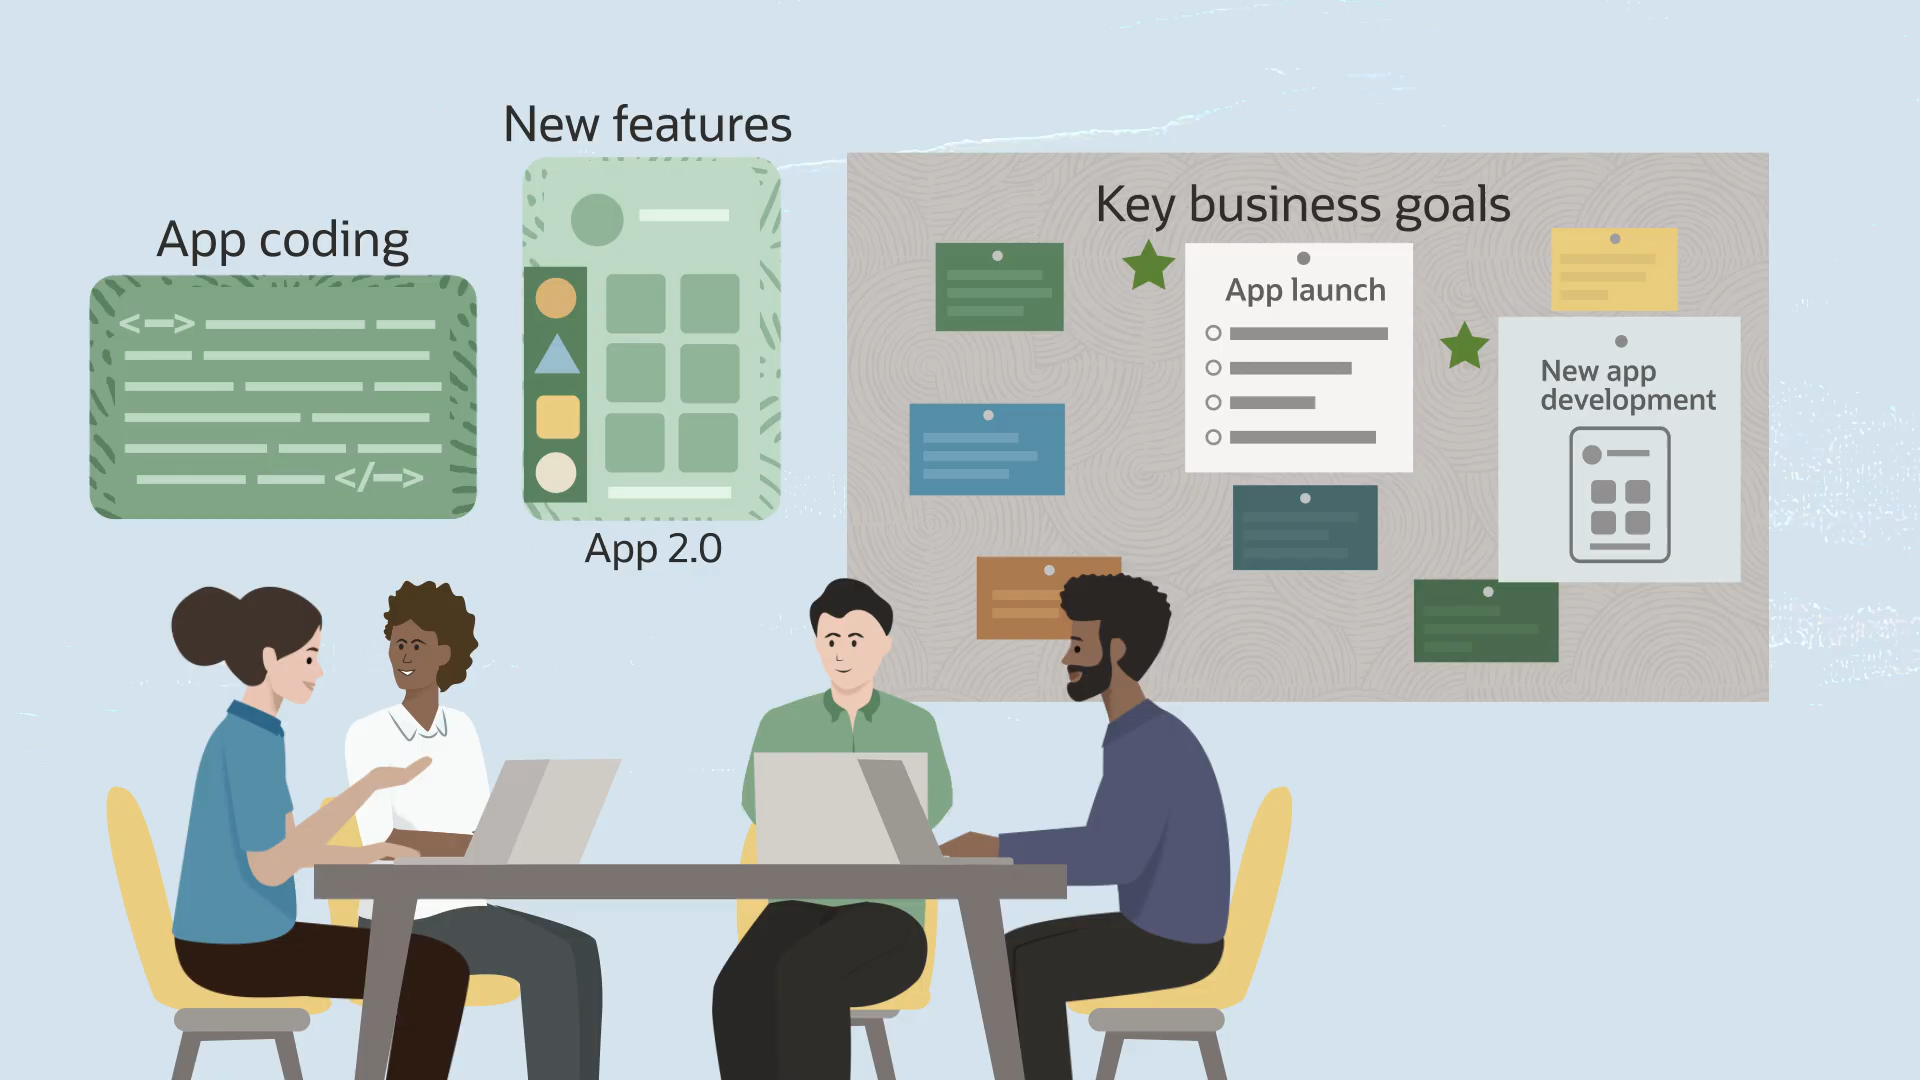 New features
App coding
<—>
</—>
App 2.0
Key business goals
App launch
New app
development